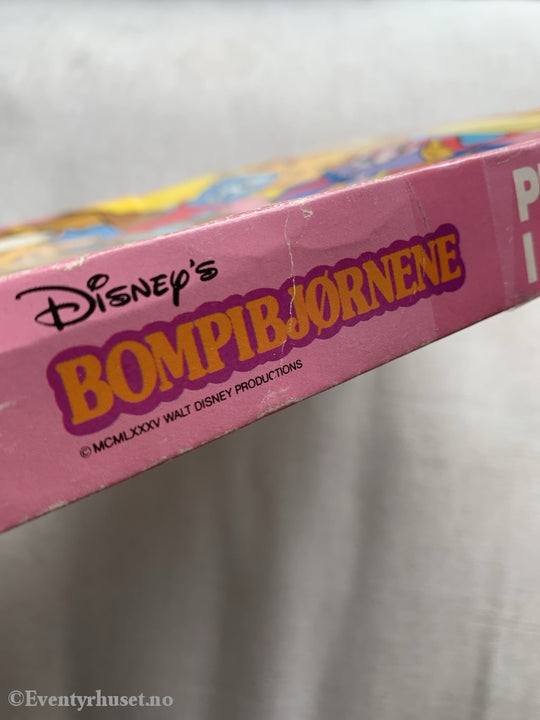 Disney's
BOMPIBJØRNENE
© MCMLXXXV WALT DISNEY PRODUCTIONS
©Eventyrhuset.no